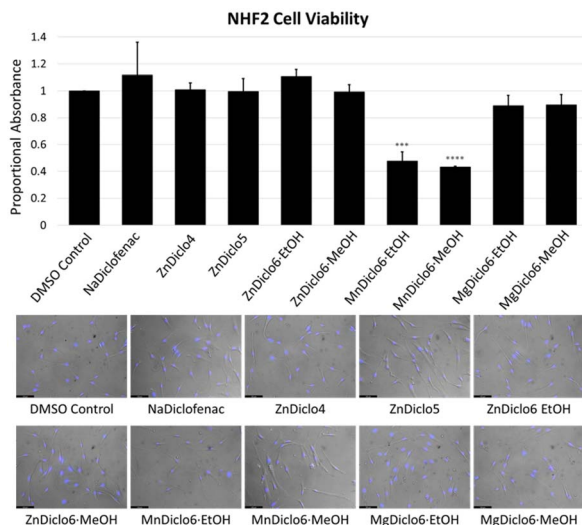 NHF2 Cell Viability
Proportional Absorbance
1.4
1.2
1
0.8
0.6
0.4
0.2
0
***
****
DMSO Control
NaDiclofenac
ZnDiclo4
ZnDiclo5
ZnDiclo6·EtOH
ZnDiclo6·MeOH
MnDiclo6·EtOH
MnDiclo6·MeOH
MgDiclo6·EtOH
MgDiclo6·MeOH
DMSO Control NaDiclofenac ZnDiclo4 ZnDiclo5 ZnDiclo6 EtOH
ZnDiclo6·MeOH MnDiclo6·EtOH MnDiclo6·MeOH MgDiclo6·EtOH MgDiclo6·MeOH